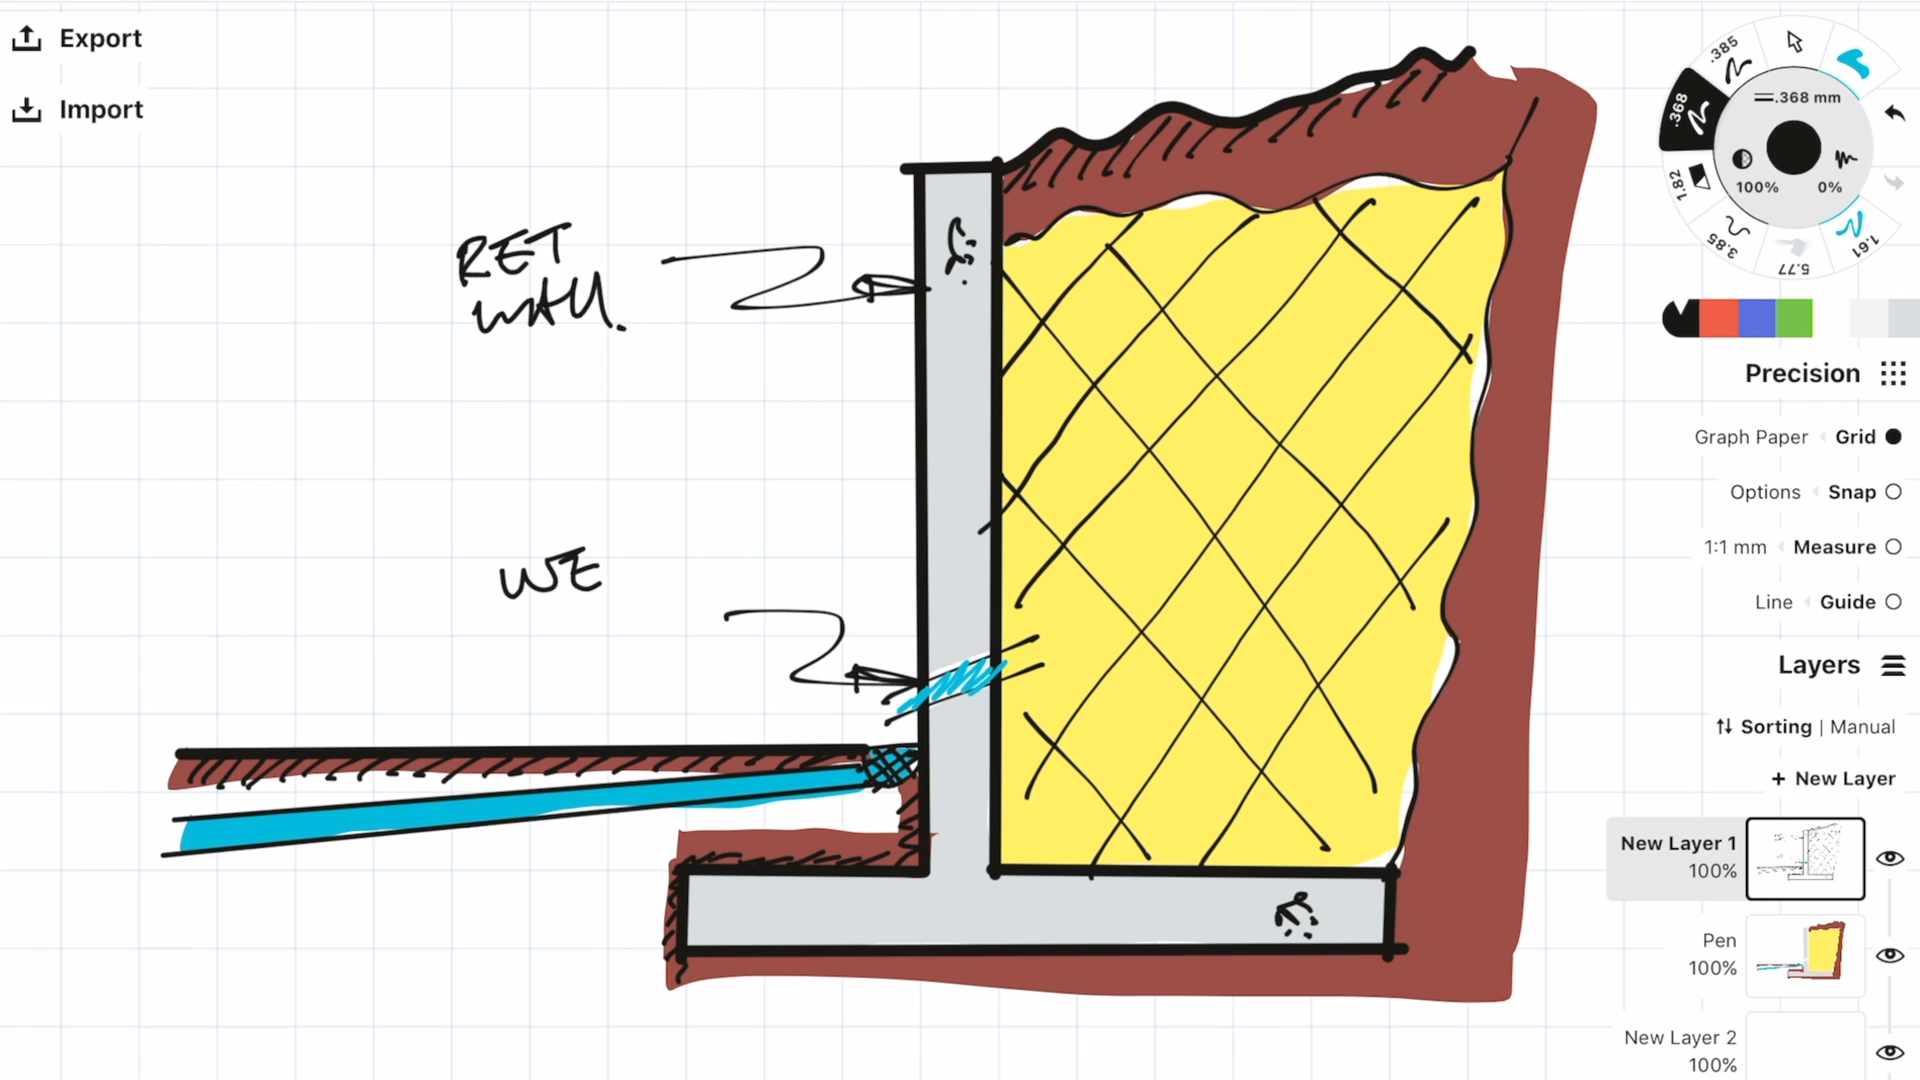 Export
Import
RET
WALL.
WE
.385
.368
1.82
3.85
5.77
1.61
.368 mm
100%
0%
Precision
Graph Paper Grid
Options Snap
1:1 mm Measure
Line Guide
Layers
Sorting | Manual
+ New Layer
New Layer 1
100%
Pen
100%
New Layer 2
100%